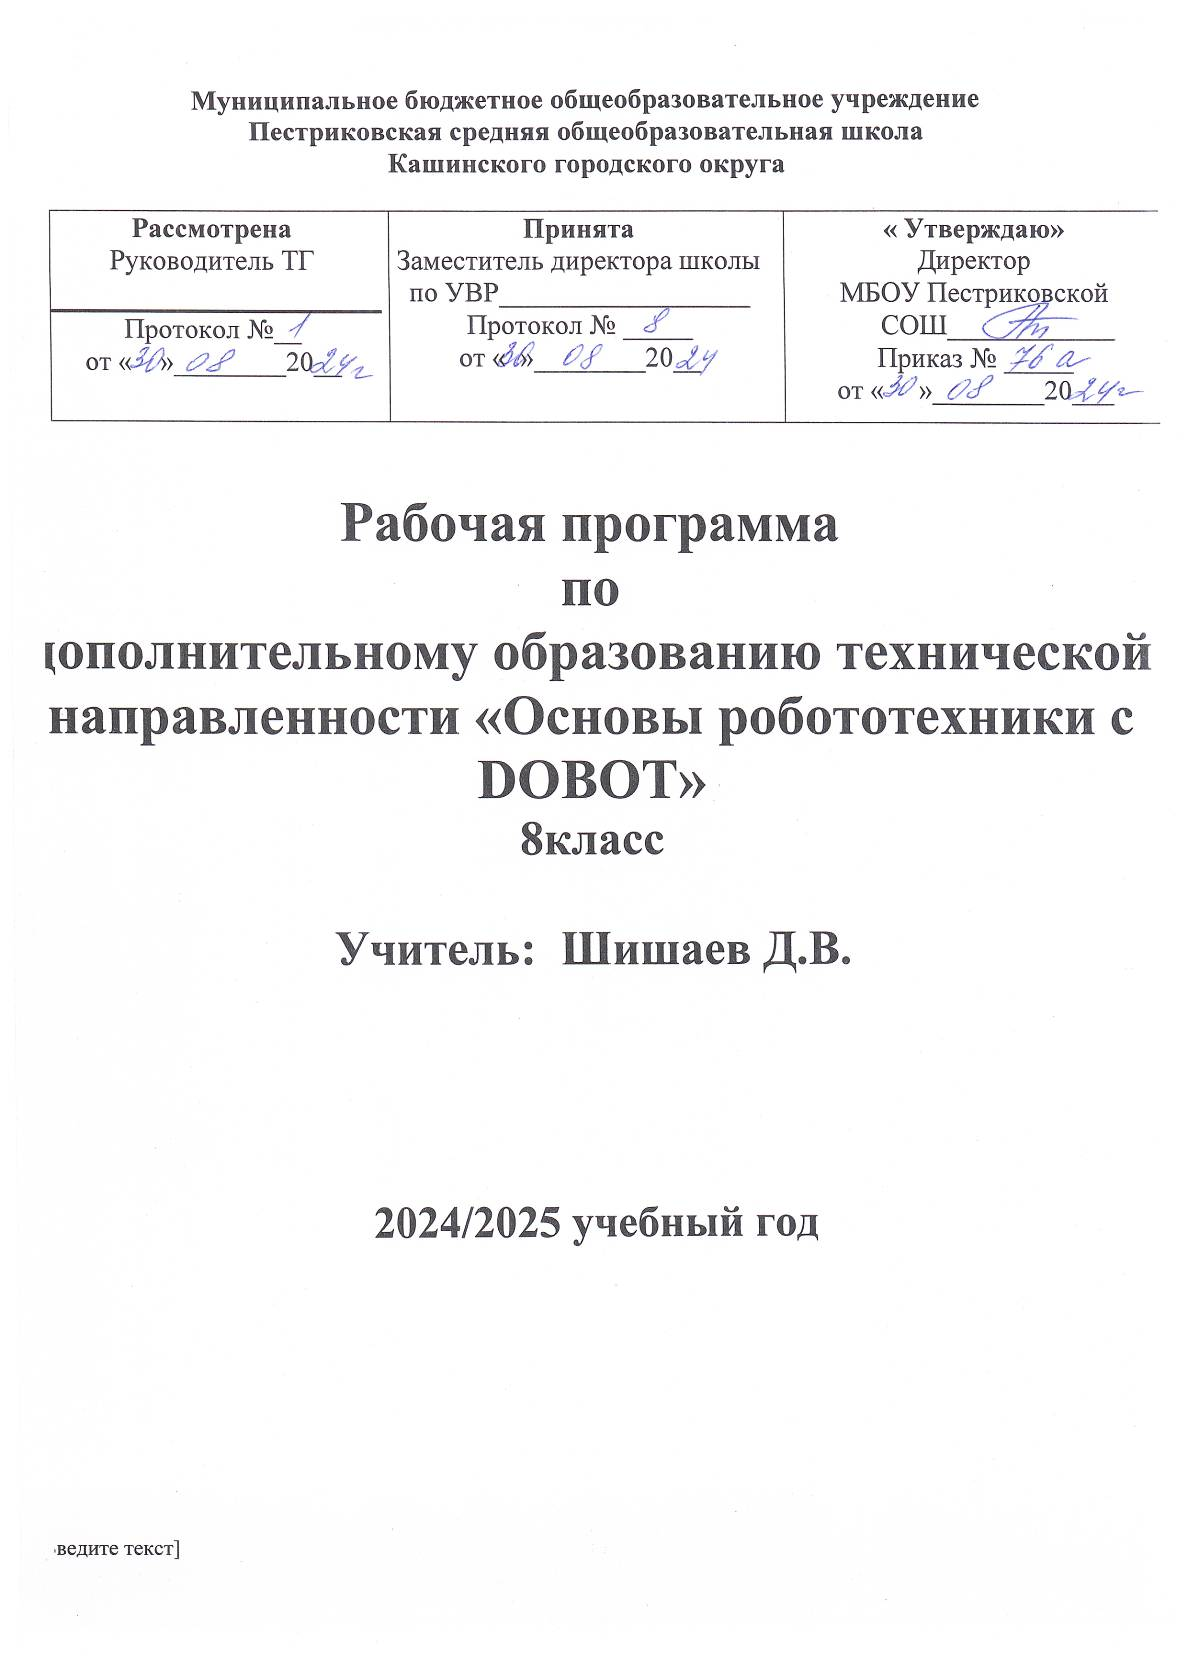 Муниципальное бюджетное общеобразовательное учреждение
Пестриковская средняя общеобразовательная школа
Кашинского городского округа
Рассмотрена
Руководитель ТГ
Протокол № 1
от «30» 08 2024г
Принята
Заместитель директора школы
по УВР
Протокол № 8
от «30» 08 2024
« Утверждаю»
Директор
МБОУ Пестриковской
СОШ
Приказ № 76 а
от «30» 08 2024г
Рабочая программа
по
дополнительному образованию технической
направленности «Основы робототехники с
DOBOT»
8класс
Учитель: Шишаев Д.В.
2024/2025 учебный год
ведите текст]